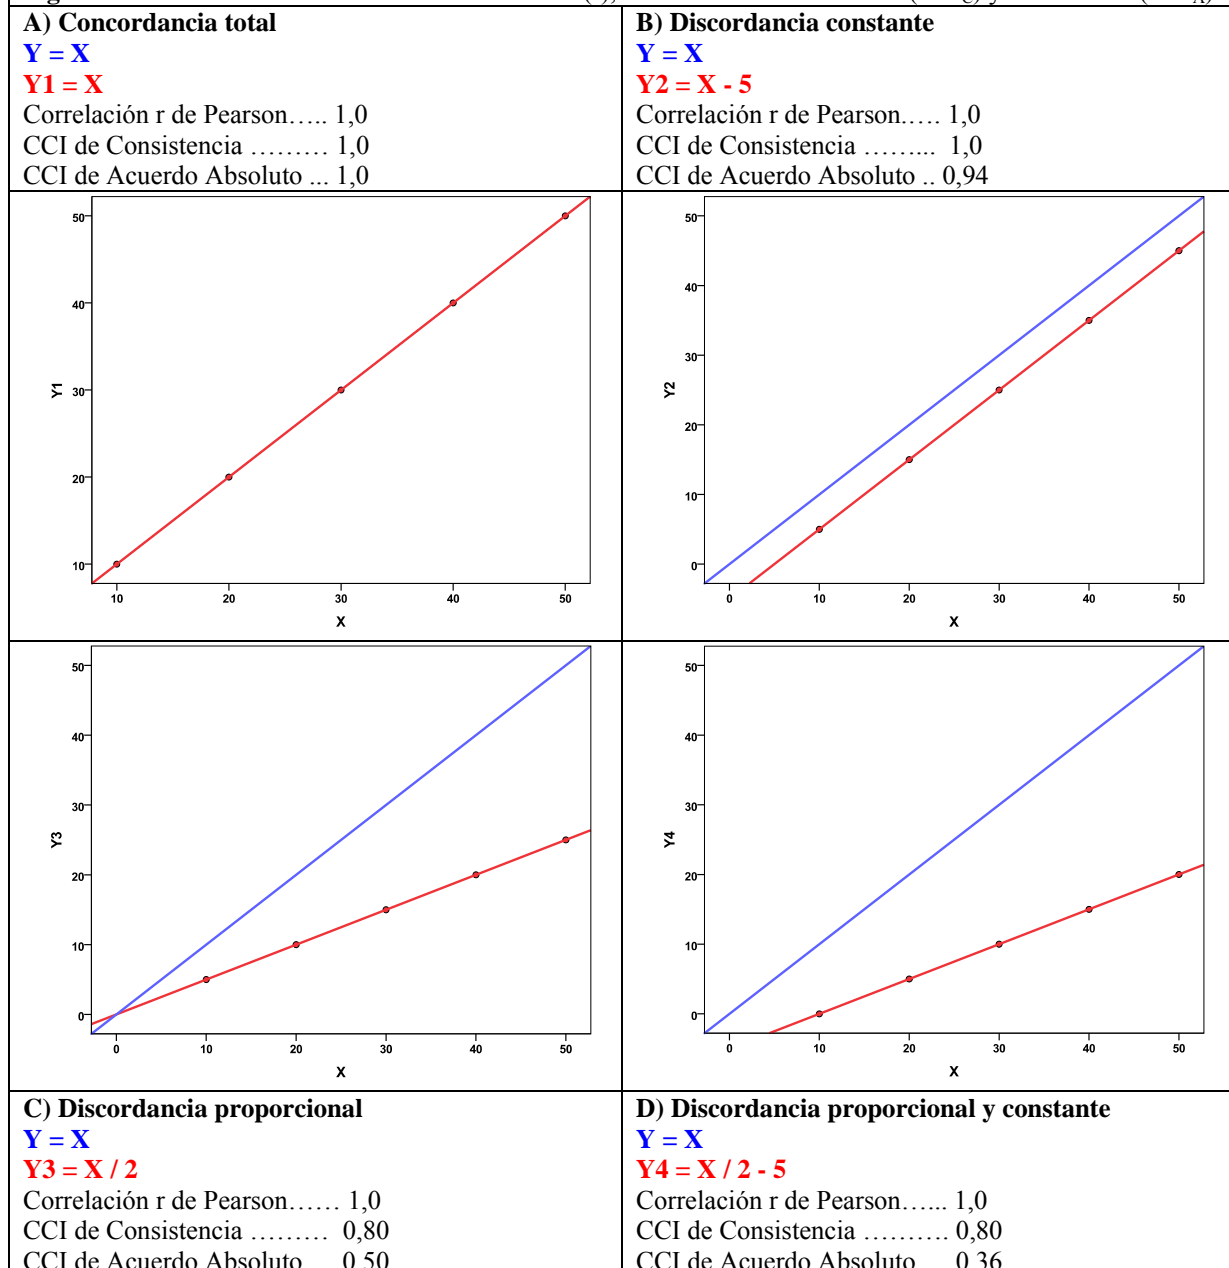 A) Concordancia total
Y = X
Y1 = X
Correlación r de Pearson….. 1,0
CCI de Consistencia ……… 1,0
CCI de Acuerdo Absoluto ... 1,0
B) Discordancia constante
Y = X
Y2 = X - 5
Correlación r de Pearson..… 1,0
CCI de Consistencia …….. 1,0
CCI de Acuerdo Absoluto .. 0,94
50
40
30
20
10
Y1
10 20 30 40 50
X
50
40
30
20
10
0
Y2
0 10 20 30 40 50
X
50
40
30
20
10
0
Y3
0 10 20 30 40 50
X
50
40
30
20
10
0
Y4
0 10 20 30 40 50
X
C) Discordancia proporcional
Y = X
Y3 = X / 2
Correlación r de Pearson…… 1,0
CCI de Consistencia ……… 0,80
CCI de Acuerdo Absoluto 0,50
D) Discordancia proporcional y constante
Y = X
Y4 = X / 2 - 5
Correlación r de Pearson…... 1,0
CCI de Consistencia ………. 0,80
CCI de Acuerdo Absoluto 0,36